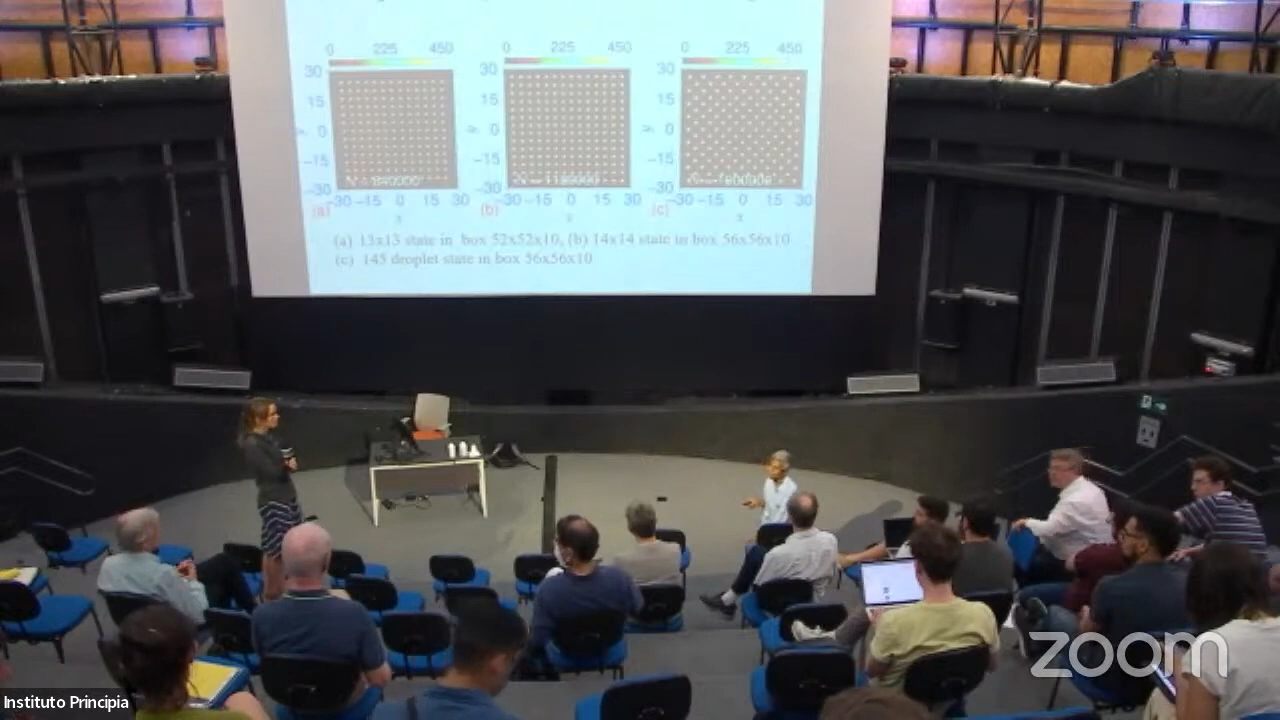 0 225 450 0 225 450 0 225 450
30 30 30
15 15 15
0 0 0
−15 −15 −15
−30 −30 −30
−30 −15 0 15 30 −30 −15 0 15 30 −30 −15 0 15 30
(a) x (b) x (c) x
(a) 13x13 state in box 52x52x10, (b) 14x14 state in box 56x56x10
(c) 145 droplet state in box 56x56x10
zoom
Instituto Principia